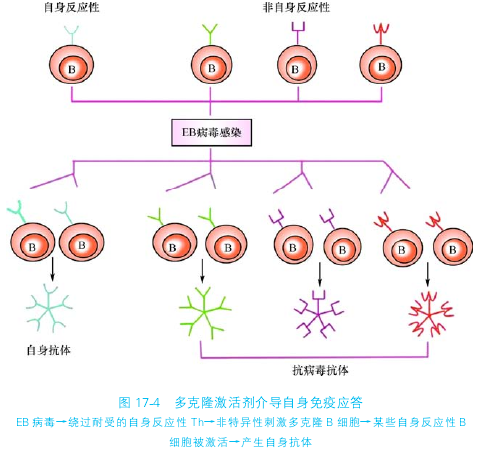 自身反应性 非自身反应性
B B B B
EB病毒感染
B B B B B B B B
自身抗体
抗病毒抗体
图 17-4 多克隆激活剂介导自身免疫应答
EB 病毒→绕过耐受的自身反应性 Th→非特异性刺激多克隆 B 细胞→某些自身反应性 B
细胞被激活→产生自身抗体